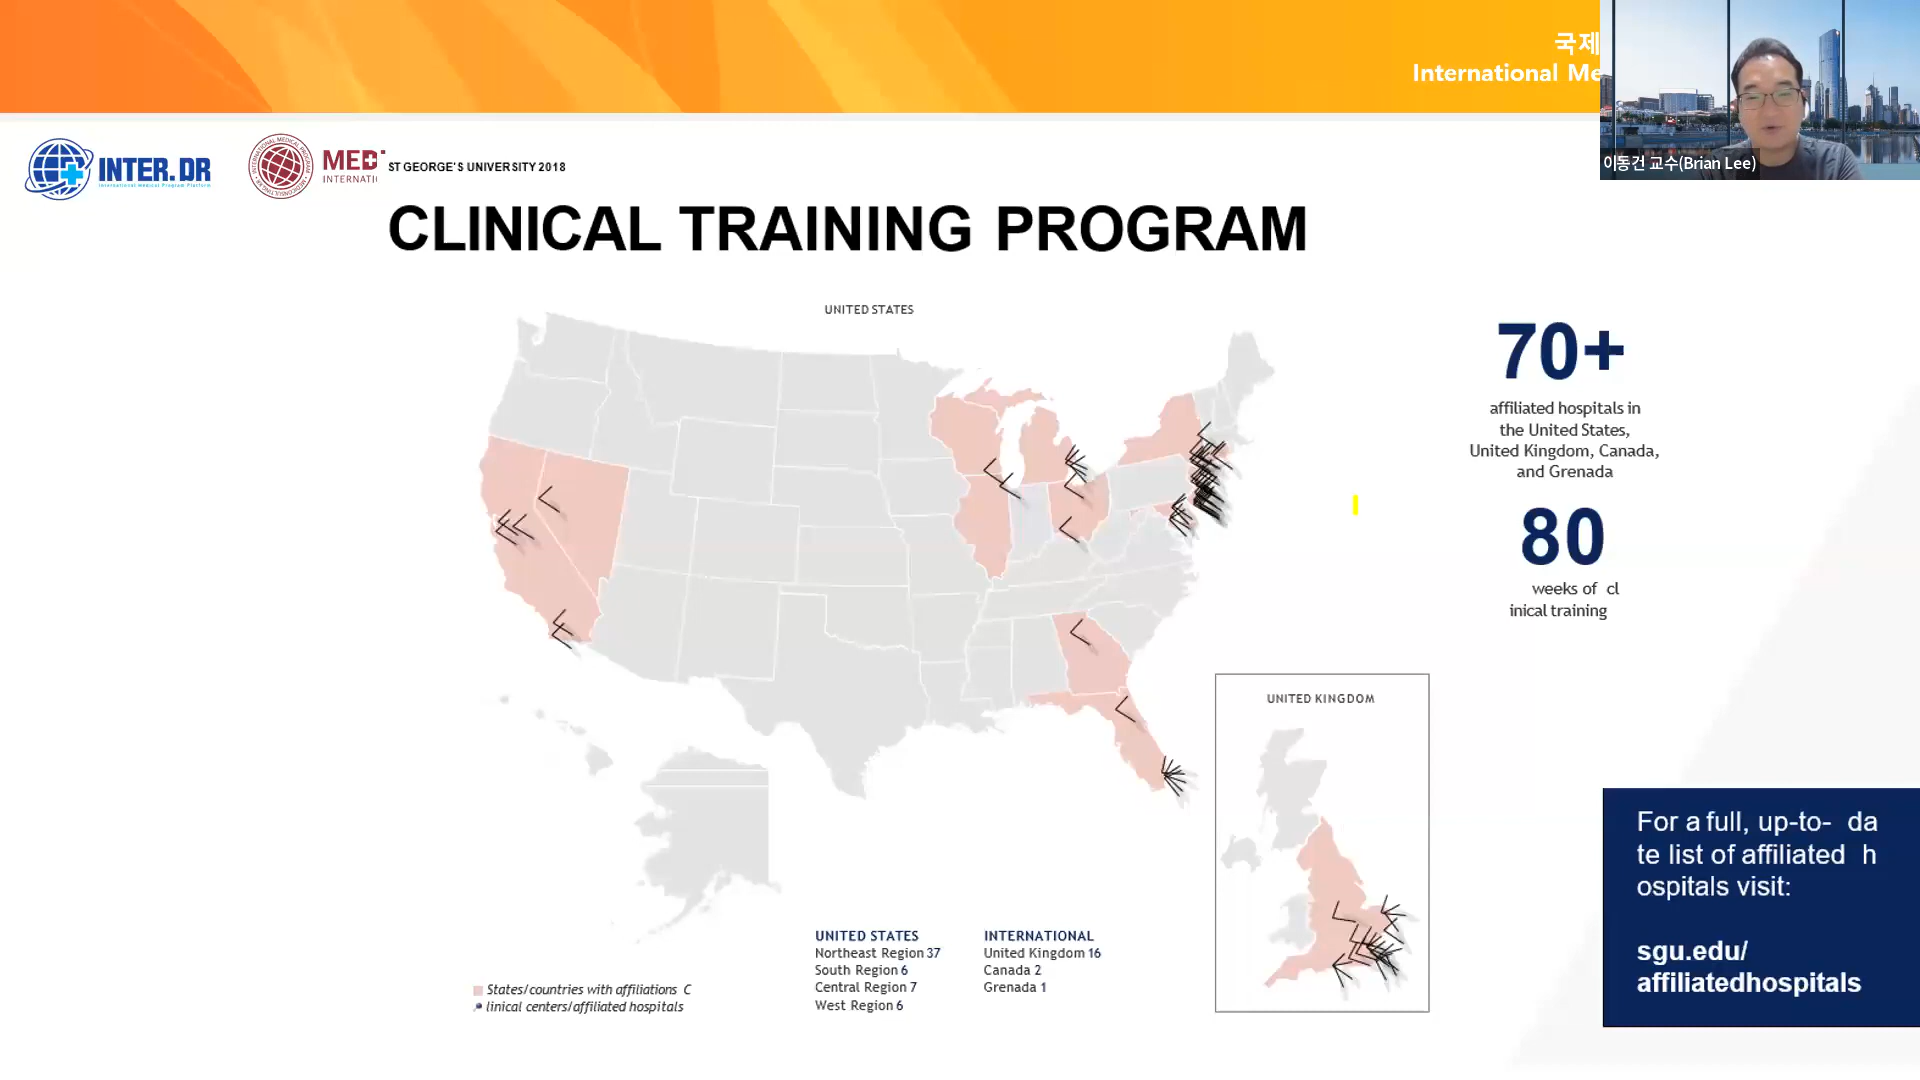 국제
International Me
이동건 교수(Brian Lee)
INTER.DR
International Medical Program Platform
MED
INTERNATI
ST GEORGE'S UNIVERSITY 2018
CLINICAL TRAINING PROGRAM
UNITED STATES
70+
affiliated hospitals in
the United States,
United Kingdom, Canada,
and Grenada
80
weeks of cl
inical training
UNITED KINGDOM
For a full, up-to- da
te list of affiliated h
ospitals visit:
sgu.edu/
affiliatedhospitals
UNITED STATES
Northeast Region 37
South Region 6
Central Region 7
West Region 6
INTERNATIONAL
United Kingdom 16
Canada 2
Grenada 1
States/countries with affiliations C
linical centers/affiliated hospitals